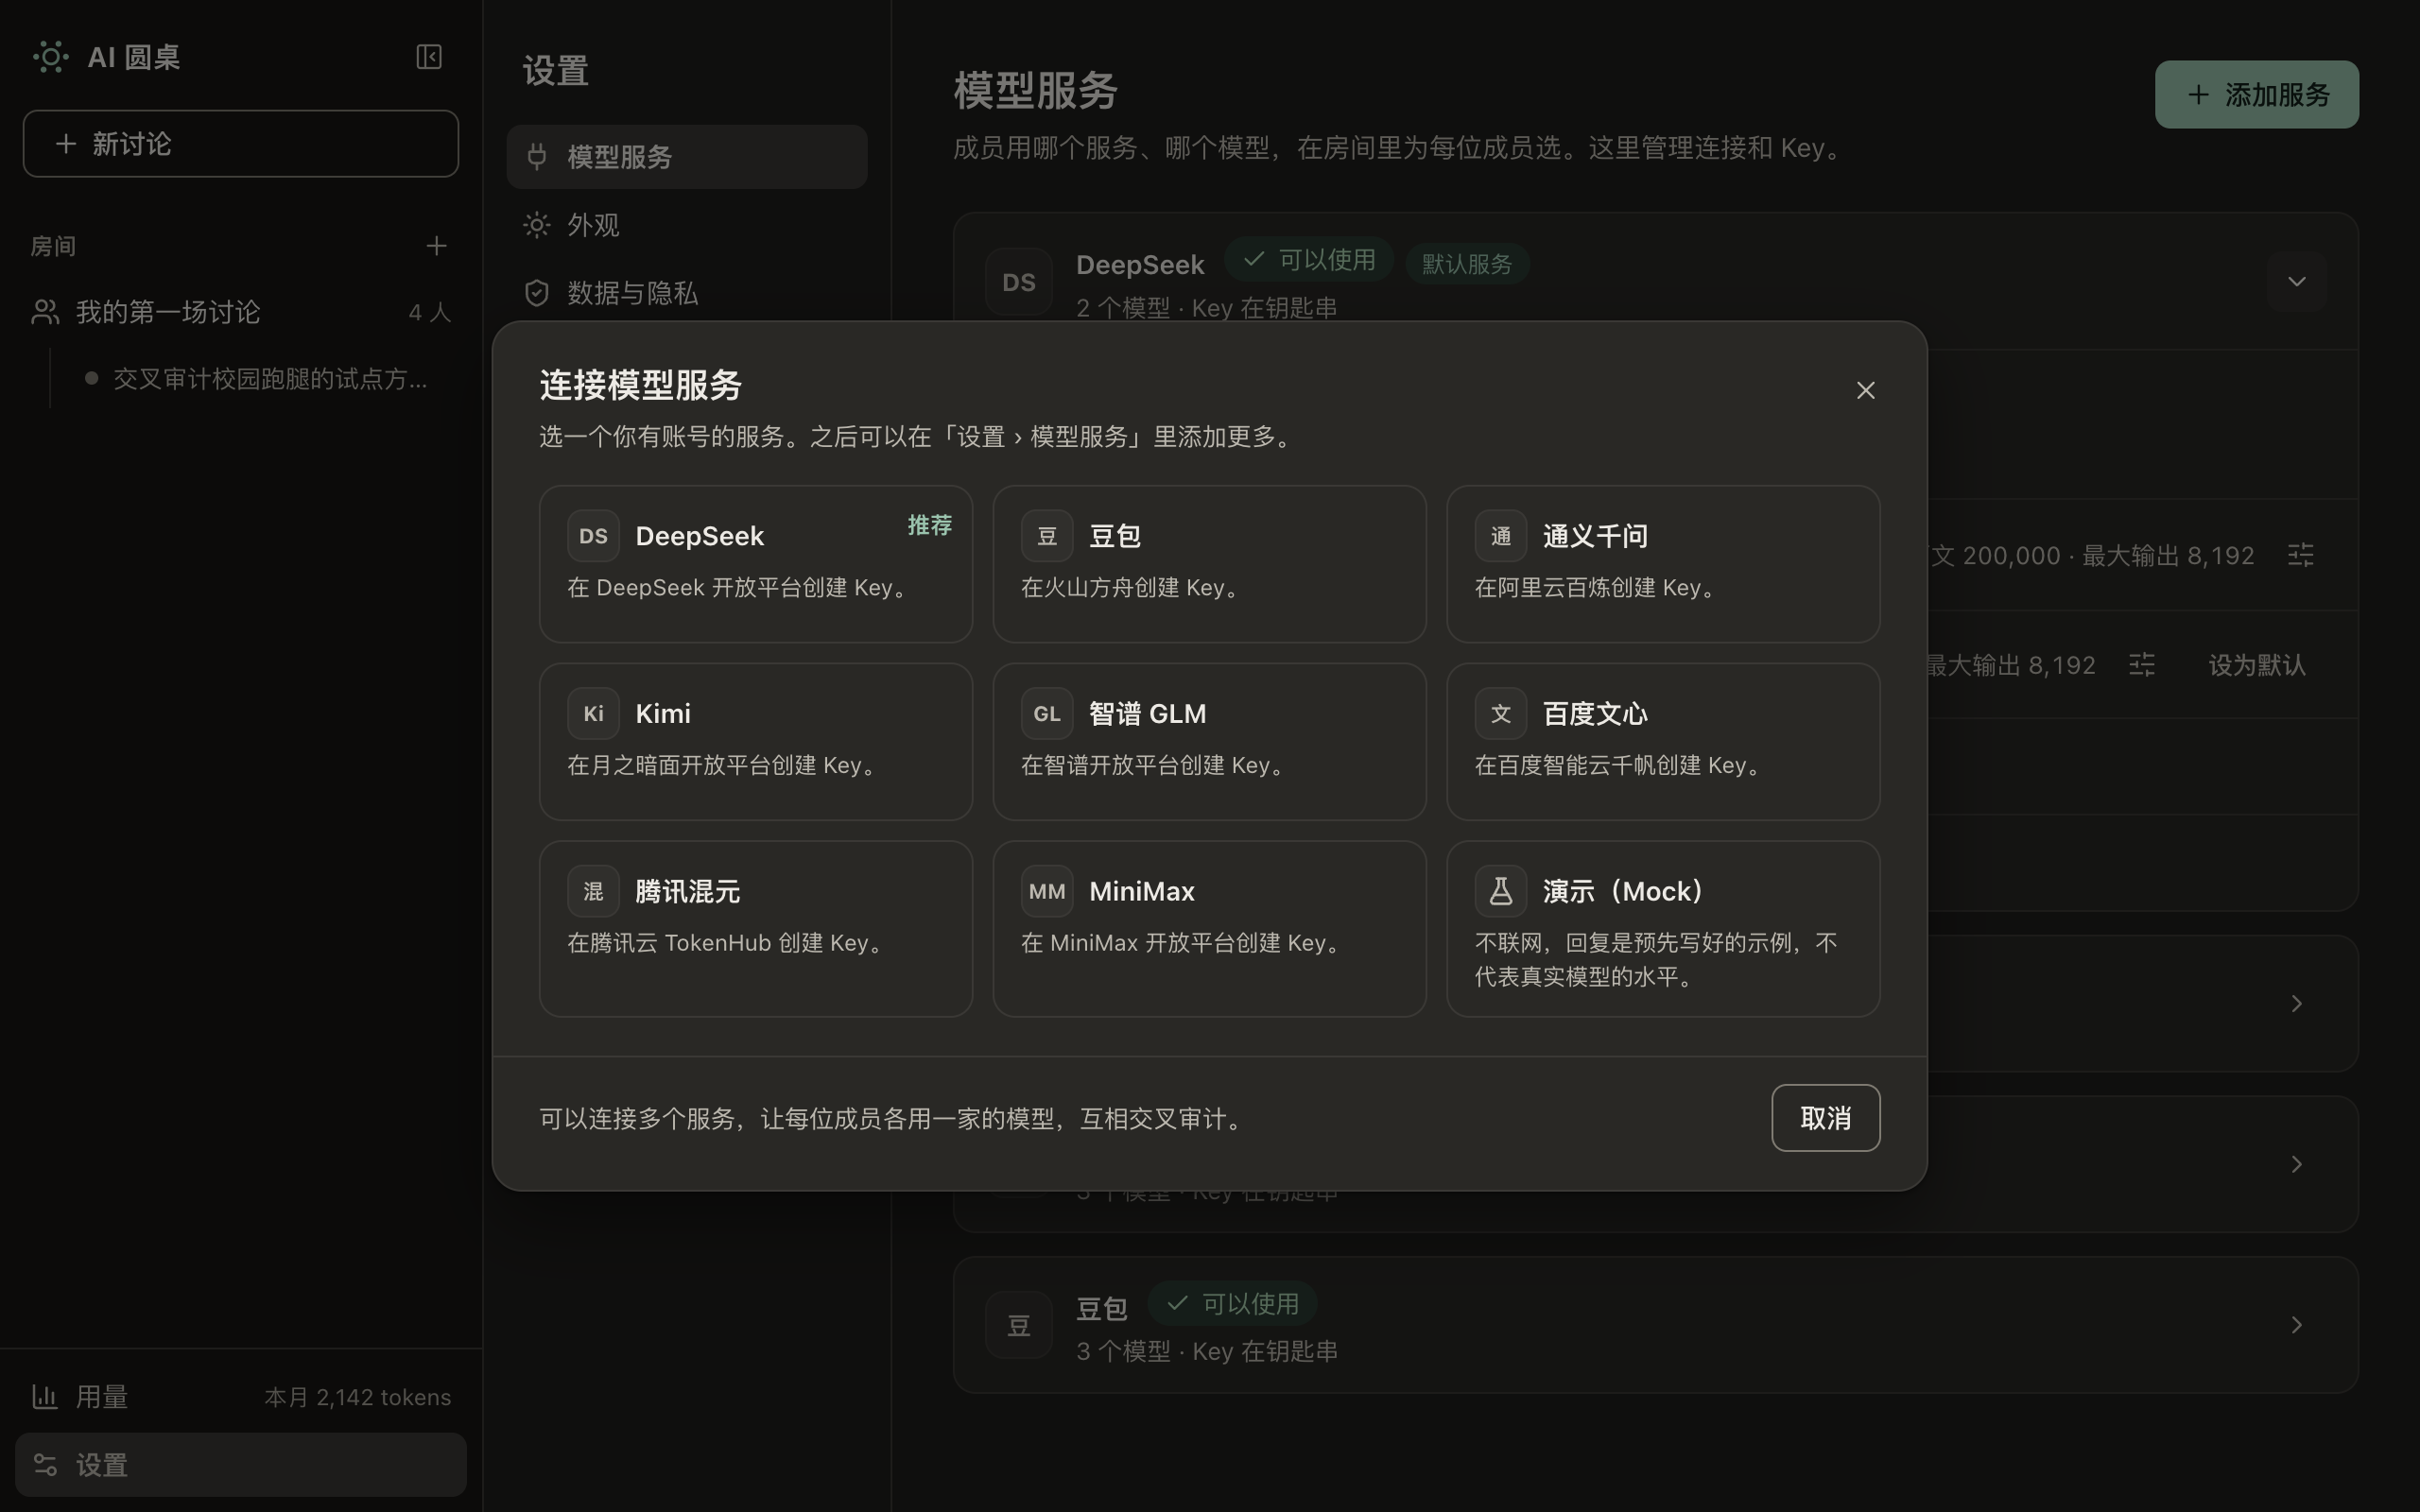 AI 圆桌
新讨论
房间
我的第一场讨论
4 人
交叉审计校园跑腿的试点方...
用量
本月 2,142 tokens
设置
设置
模型服务
外观
数据与隐私
模型服务
添加服务
成员用哪个服务、哪个模型，在房间里为每位成员选。这里管理连接和 Key。
DS
DeepSeek
可以使用
默认服务
2 个模型 · Key 在钥匙串
文 200,000 · 最大输出 8,192
最大输出 8,192
设为默认
连接模型服务
选一个你有账号的服务。之后可以在「设置 › 模型服务」里添加更多。
DS
DeepSeek
推荐
在 DeepSeek 开放平台创建 Key。
豆
豆包
在火山方舟创建 Key。
通
通义千问
在阿里云百炼创建 Key。
Ki
Kimi
在月之暗面开放平台创建 Key。
GL
智谱 GLM
在智谱开放平台创建 Key。
文
百度文心
在百度智能云千帆创建 Key。
混
腾讯混元
在腾讯云 TokenHub 创建 Key。
MM
MiniMax
在 MiniMax 开放平台创建 Key。
演示（Mock）
不联网，回复是预先写好的示例，不
代表真实模型的水平。
可以连接多个服务，让每位成员各用一家的模型，互相交叉审计。
取消
3 个模型 · Key 在钥匙串
豆
豆包
可以使用
3 个模型 · Key 在钥匙串